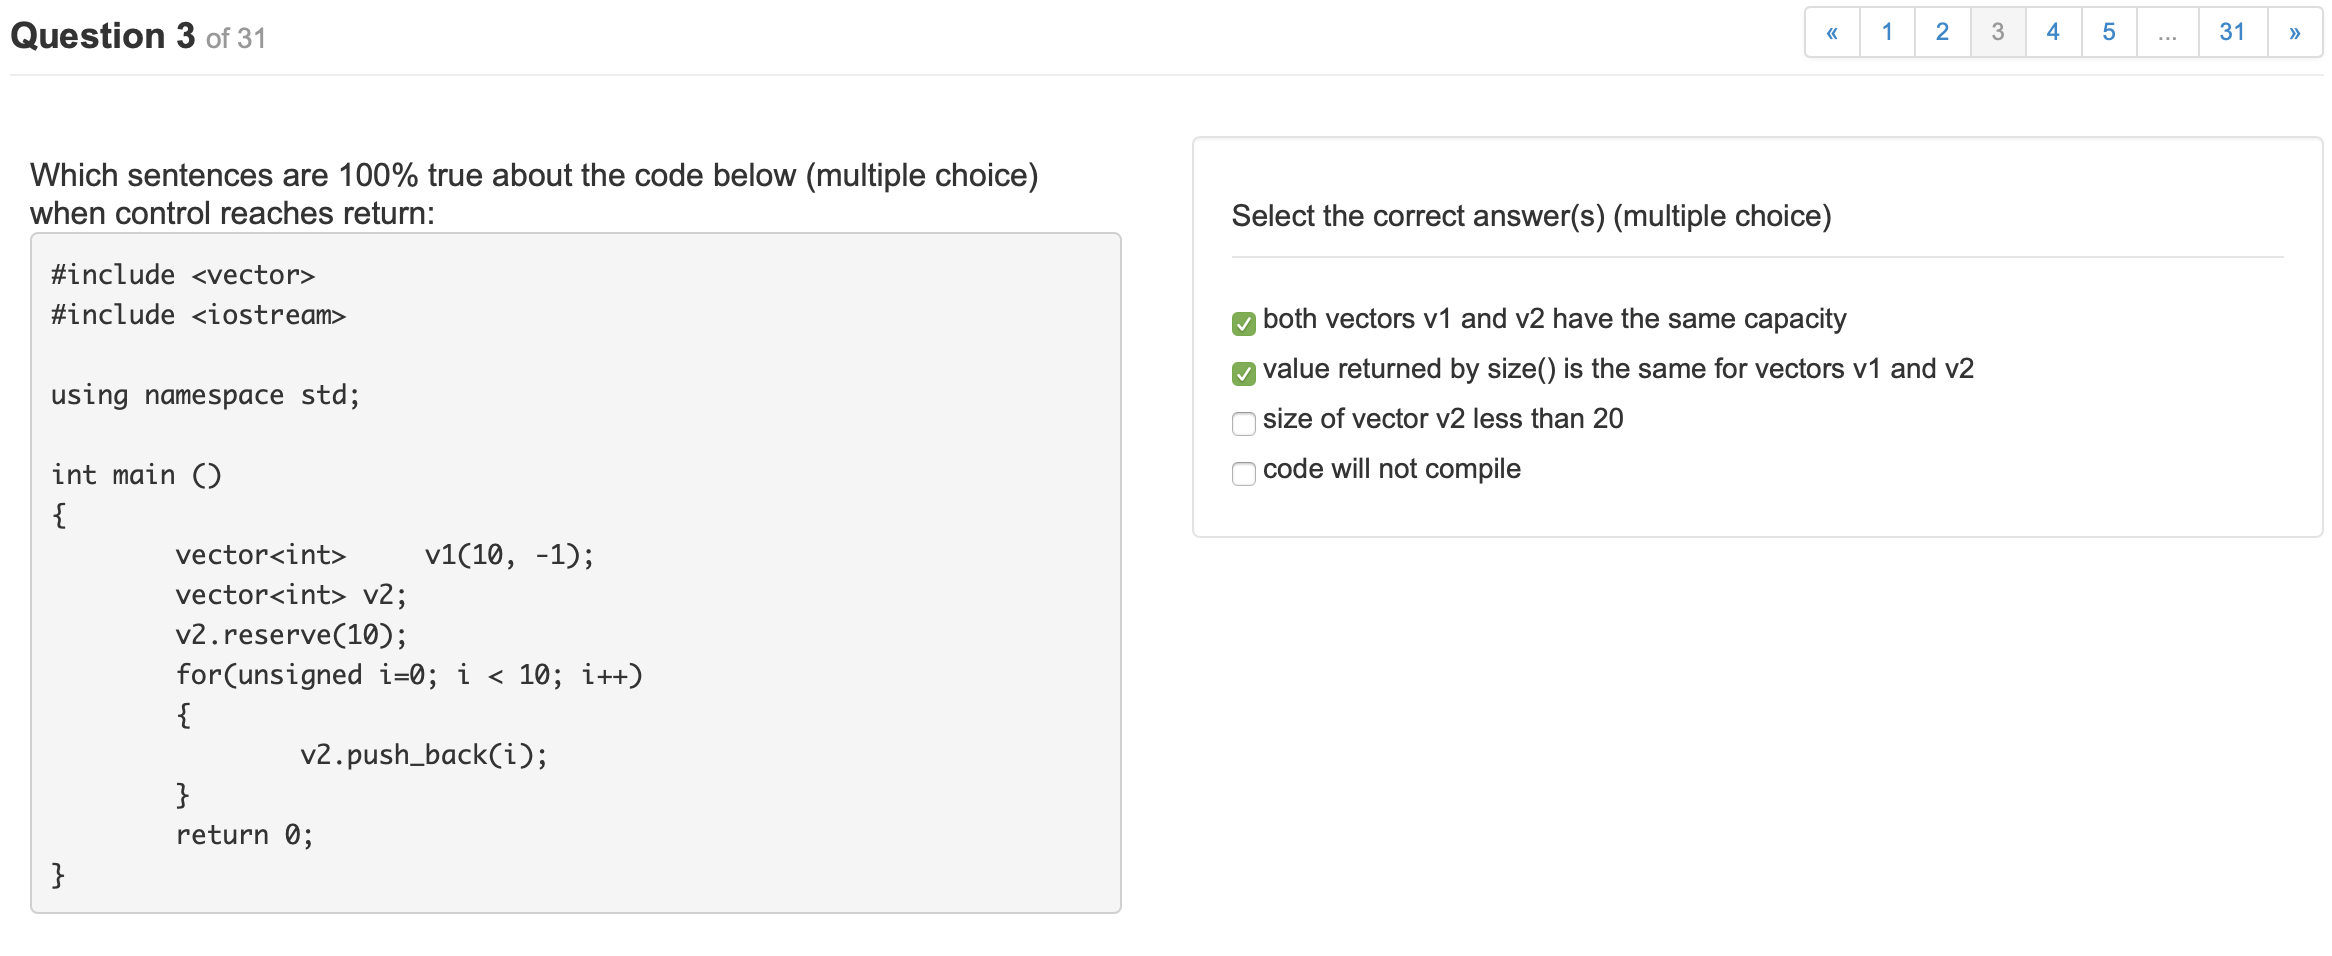 Question 3 of 31
« 1 2 3 4 5 ... 31 »
Which sentences are 100% true about the code below (multiple choice)
when control reaches return:
#include <vector>
#include <iostream>
using namespace std;
int main ()
{
vector<int>     v1(10, -1);
vector<int> v2;
v2.reserve(10);
for(unsigned i=0; i < 10; i++)
{
v2.push_back(i);
}
return 0;
}
Select the correct answer(s) (multiple choice)
both vectors v1 and v2 have the same capacity
value returned by size() is the same for vectors v1 and v2
size of vector v2 less than 20
code will not compile